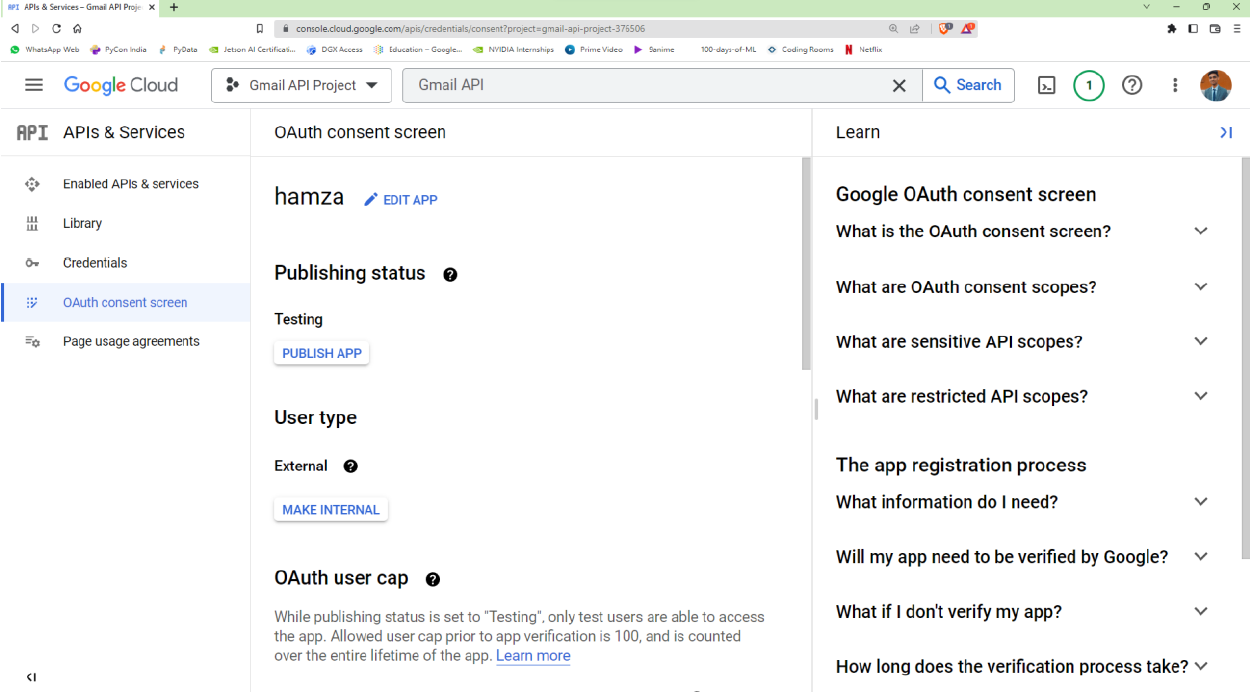 API APIs & Services – Gmail API Proje
console.cloud.google.com/apis/credentials/consent?project=gmail-api-project-376506
WhatsApp Web PyCon India PyData Jetson AI Certificati... DGX Access Education – Google... NVIDIA Internships Prime Video 9anime 100-days-of-ML Coding Rooms Netflix
Google Cloud Gmail API Project Gmail API Search 1
API APIs & Services
Enabled APIs & services
Library
Credentials
OAuth consent screen
Page usage agreements
OAuth consent screen
hamza EDIT APP
Publishing status
Testing
PUBLISH APP
User type
External
MAKE INTERNAL
OAuth user cap
While publishing status is set to "Testing", only test users are able to access
the app. Allowed user cap prior to app verification is 100, and is counted
over the entire lifetime of the app. Learn more
Learn
Google OAuth consent screen
What is the OAuth consent screen?
What are OAuth consent scopes?
What are sensitive API scopes?
What are restricted API scopes?
The app registration process
What information do I need?
Will my app need to be verified by Google?
What if I don't verify my app?
How long does the verification process take?